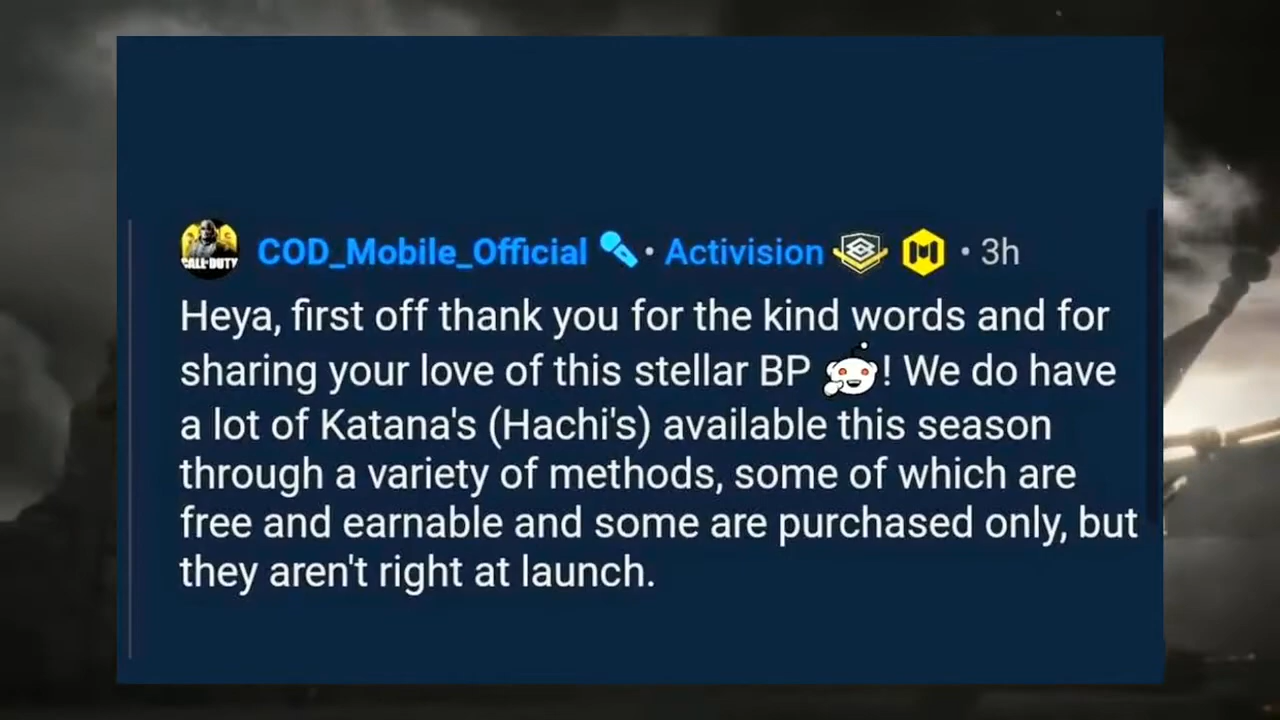 COD_Mobile_Official • Activision • 3h
CALL·DUTY
Heya, first off thank you for the kind words and for
sharing your love of this stellar BP ! We do have
a lot of Katana's (Hachi's) available this season
through a variety of methods, some of which are
free and earnable and some are purchased only, but
they aren't right at launch.